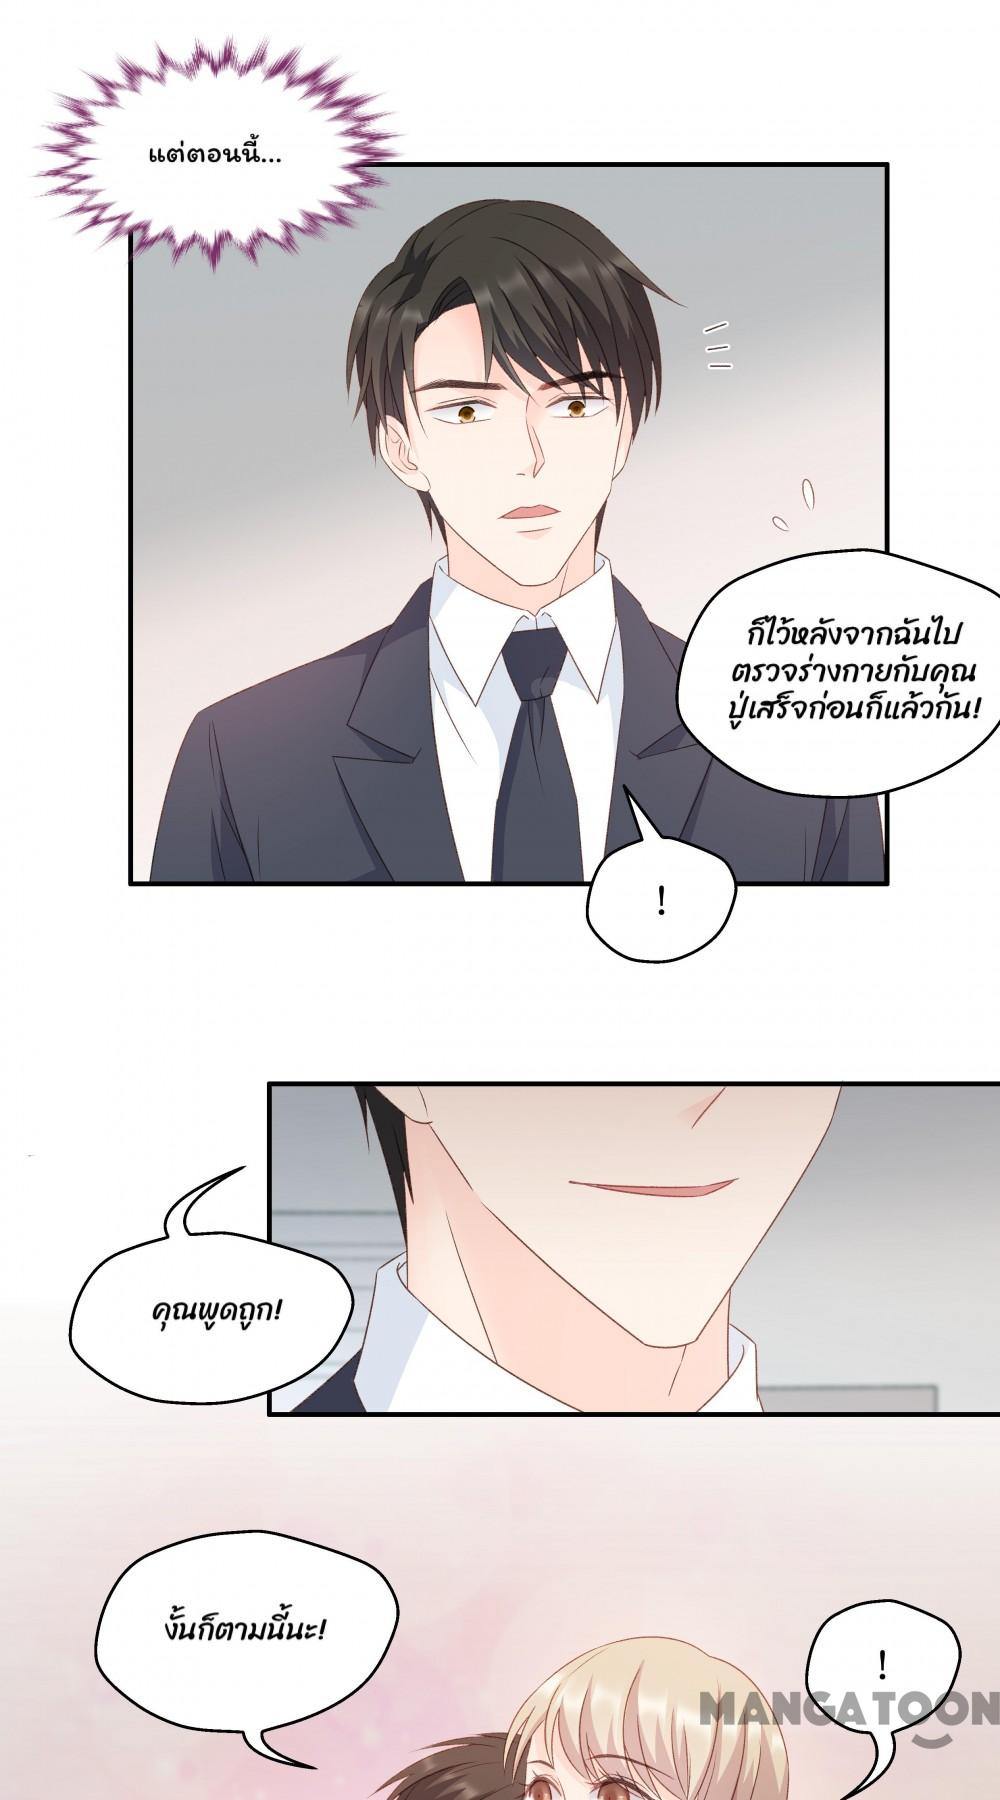 แต่ตอนนี้...
ก็ไว้หลังจากฉันไป
ตรวจร่างกายกับคุณ
ปู่เสร็จก่อนก็แล้วกัน!
!
คุณพูดถูก!
งั้นก็ตามนี้นะ!
!
MANGATOON